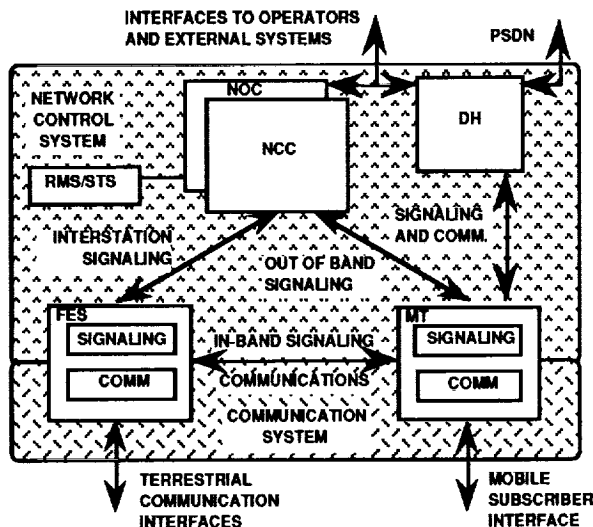 INTERFACES TO OPERATORS
AND EXTERNAL SYSTEMS
PSDN
NETWORK
CONTROL
SYSTEM
NOC
NCC
DH
RMS/STS
INTERSTATION
SIGNALING
OUT OF BAND
SIGNALING
SIGNALING
AND COMM.
FES
SIGNALING
COMM
IN-BAND SIGNALING
COMMUNICATIONS
MT
SIGNALING
COMM
COMMUNICATION
SYSTEM
TERRESTRIAL
COMMUNICATION
INTERFACES
MOBILE
SUBSCRIBER
INTERFACE